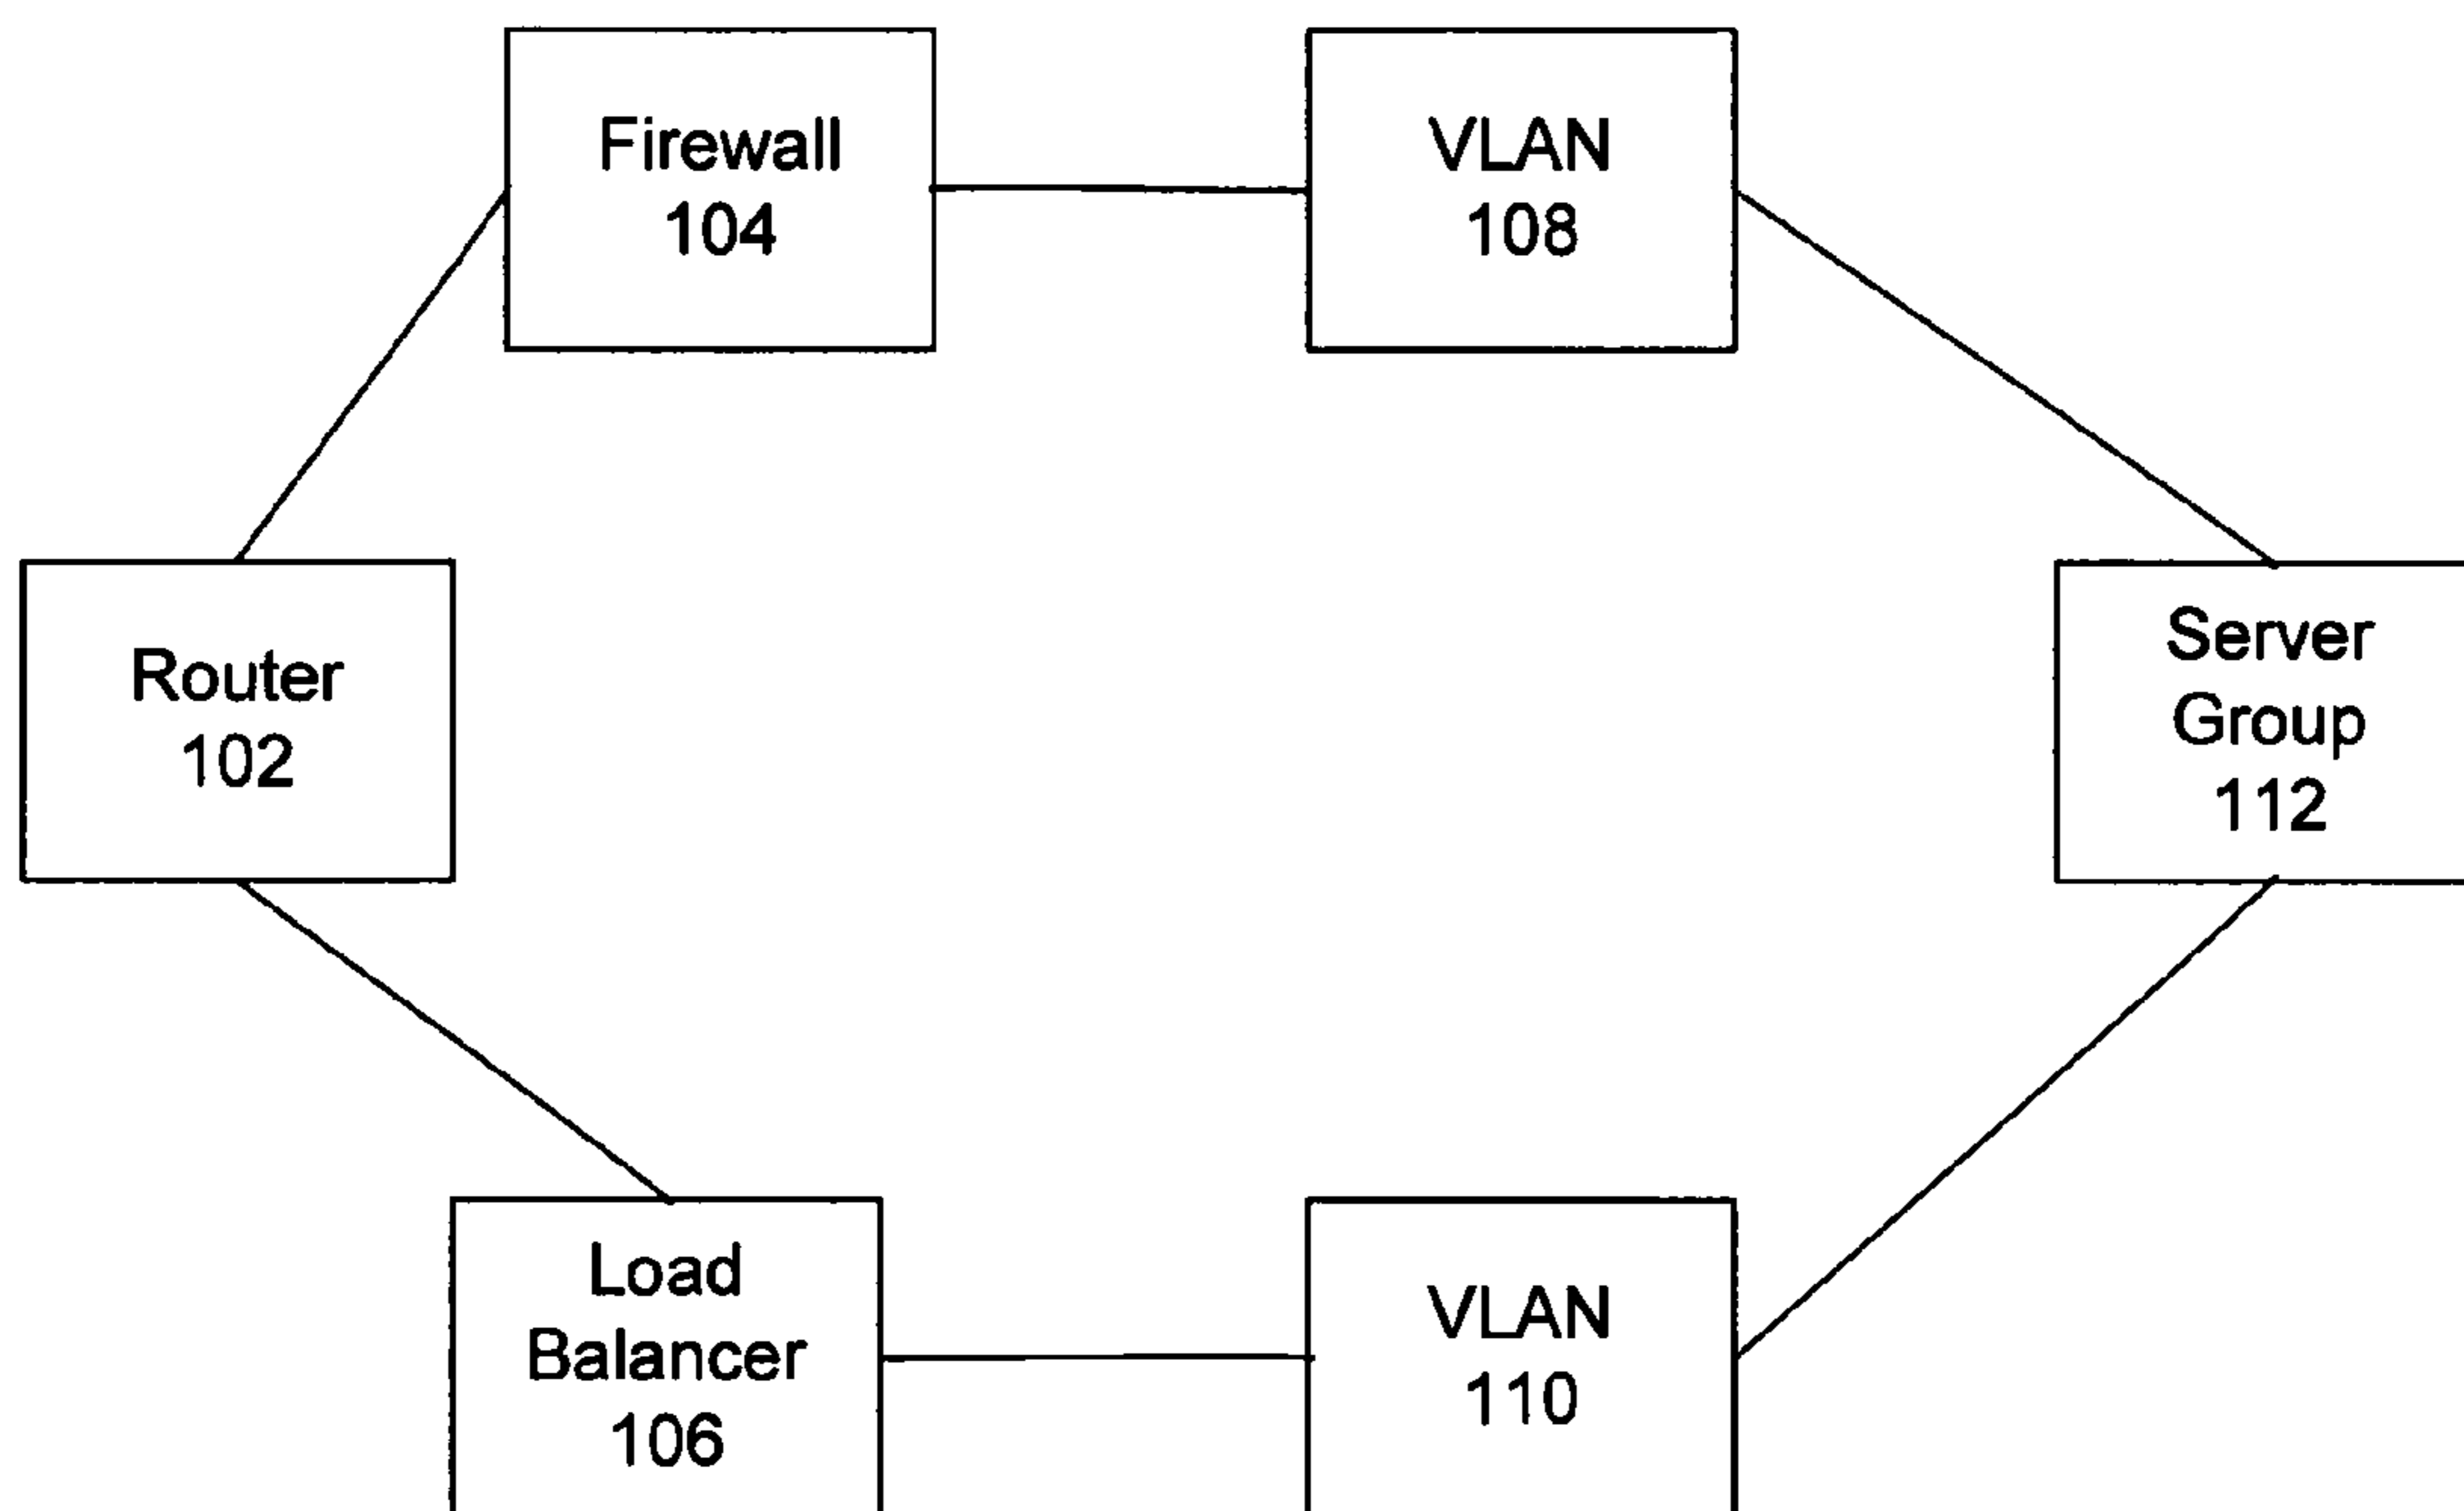 Firewall
104
VLAN
108
Router
102
Server
Group
112
Load
Balancer
106
VLAN
110